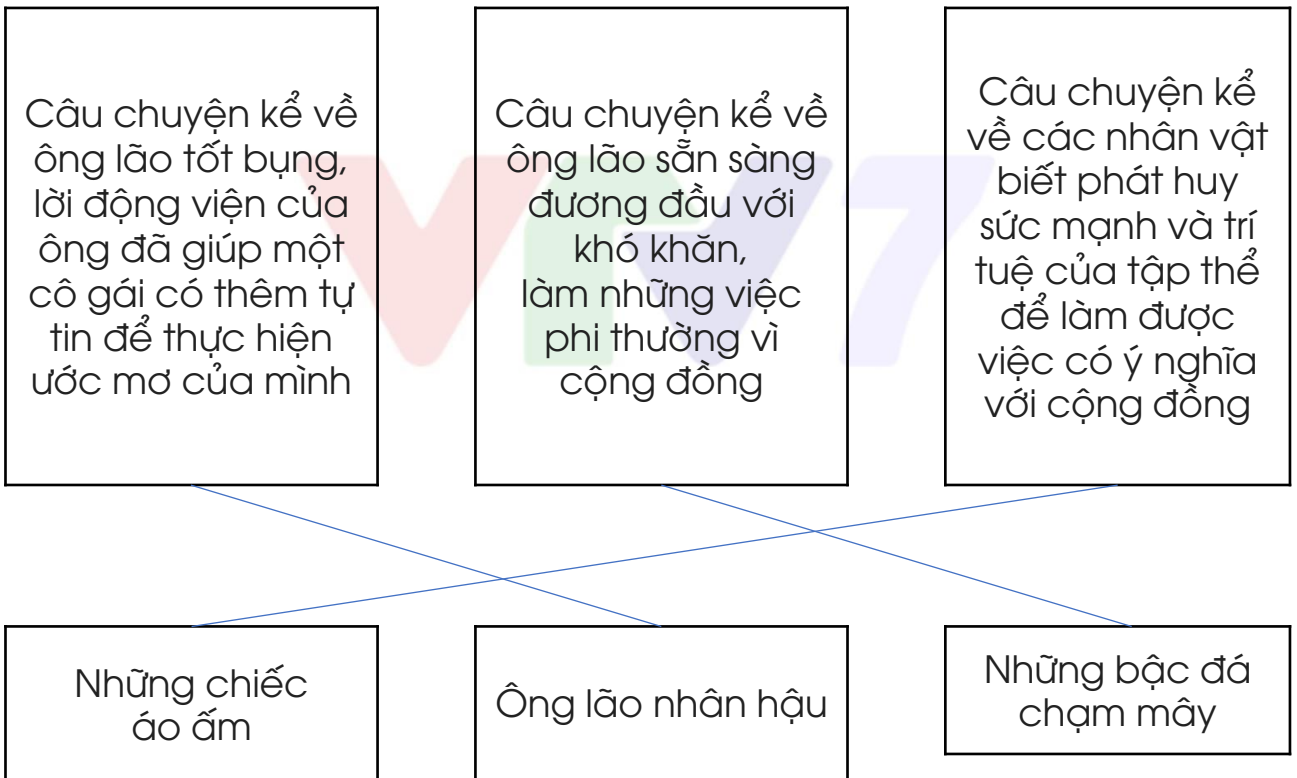 Câu chuyện kể về
ông lão tốt bụng,
lời động viên của
ông đã giúp một
cô gái có thêm tự
tin để thực hiện
ước mơ của mình
Câu chuyện kể về
ông lão sẵn sàng
đương đầu với
khó khăn,
làm những việc
phi thường vì
cộng đồng
Câu chuyện kể
về các nhân vật
biết phát huy
sức mạnh và trí
tuệ của tập thể
để làm được
việc có ý nghĩa
với cộng đồng
VTV7
Những chiếc
áo ấm
Ông lão nhân hậu
Những bậc đá
chạm mây